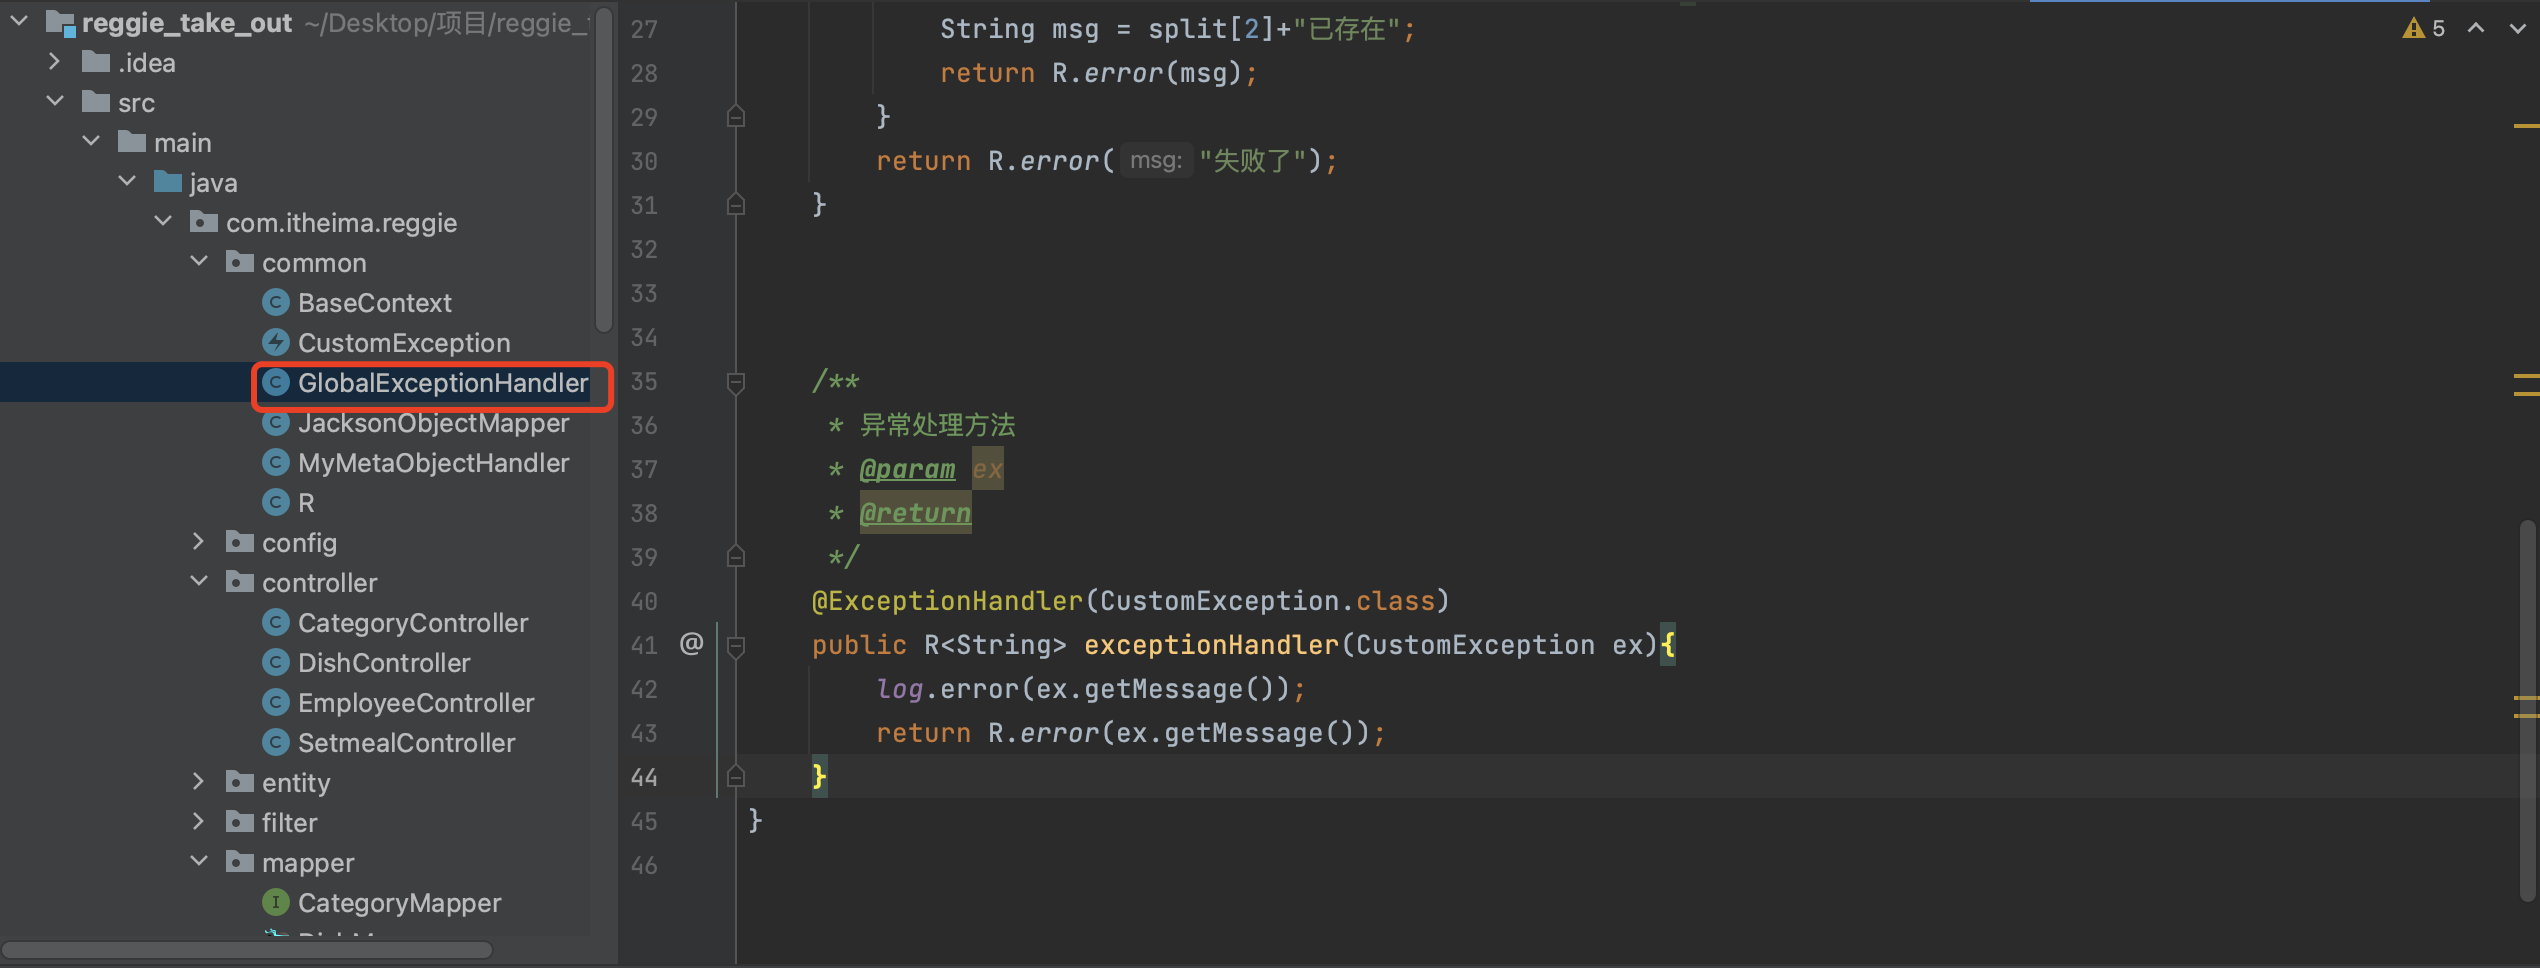 reggie_take_out ~/Desktop/项目/reggie_
.idea
src
main
java
com.itheima.reggie
common
BaseContext
CustomException
GlobalExceptionHandler
JacksonObjectMapper
MyMetaObjectHandler
R
config
controller
CategoryController
DishController
EmployeeController
SetmealController
entity
filter
mapper
CategoryMapper
5
27 String msg = split[2]+"已存在";
28 return R.error(msg);
29 }
30 return R.error( msg: "失败了");
31 }
32
33
34
35 /**
36 * 异常处理方法
37 * @param ex
38 * @return
39 */
40 @ExceptionHandler(CustomException.class)
41 @ public R<String> exceptionHandler(CustomException ex){
42 log.error(ex.getMessage());
43 return R.error(ex.getMessage());
44 }
45 }
46